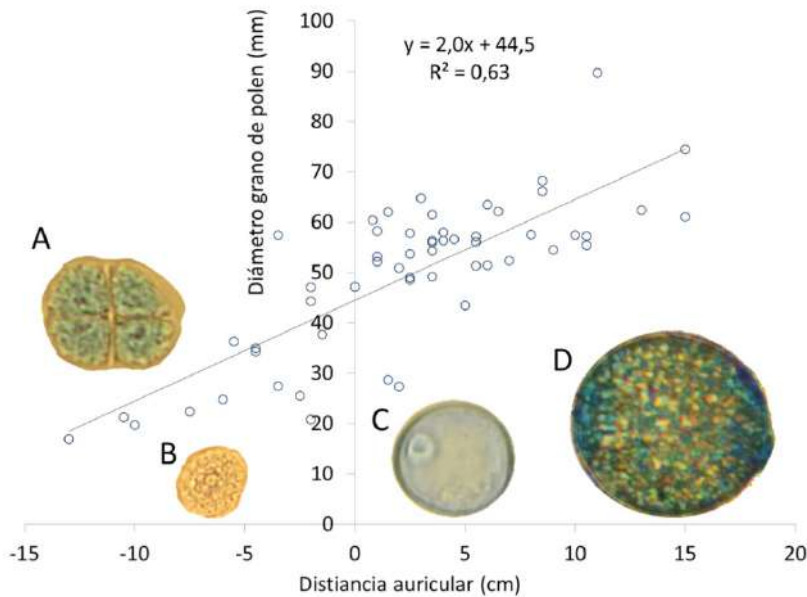 Diámetro grano de polen (mm)
100
90
80
70
60
50
40
30
20
10
0
y = 2,0x + 44,5
R² = 0,63
A
B
C
D
-15
-10
-5
0
5
10
15
20
Distiancia auricular (cm)